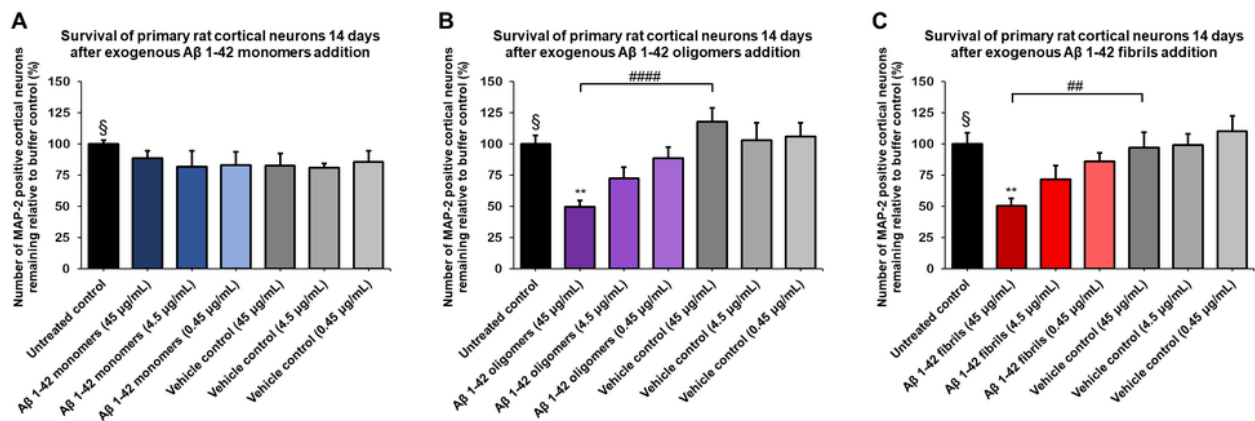 A
Survival of primary rat cortical neurons 14 days
after exogenous Aβ 1-42 monomers addition
Number of MAP-2 positive cortical neurons
remaining relative to buffer control (%)
150
125
100
75
50
25
0
§
Untreated control
Aβ 1-42 monomers (45 µg/mL)
Aβ 1-42 monomers (4.5 µg/mL)
Aβ 1-42 monomers (0.45 µg/mL)
Vehicle control (45 µg/mL)
Vehicle control (4.5 µg/mL)
Vehicle control (0.45 µg/mL)
B
Survival of primary rat cortical neurons 14 days
after exogenous Aβ 1-42 oligomers addition
Number of MAP-2 positive cortical neurons
remaining relative to buffer control (%)
150
125
100
75
50
25
0
####
§
**
Untreated control
Aβ 1-42 oligomers (45 µg/mL)
Aβ 1-42 oligomers (4.5 µg/mL)
Aβ 1-42 oligomers (0.45 µg/mL)
Vehicle control (45 µg/mL)
Vehicle control (4.5 µg/mL)
Vehicle control (0.45 µg/mL)
C
Survival of primary rat cortical neurons 14 days
after exogenous Aβ 1-42 fibrils addition
Number of MAP-2 positive cortical neurons
remaining relative to buffer control (%)
150
125
100
75
50
25
0
##
§
**
Untreated control
Aβ 1-42 fibrils (45 µg/mL)
Aβ 1-42 fibrils (4.5 µg/mL)
Aβ 1-42 fibrils (0.45 µg/mL)
Vehicle control (45 µg/mL)
Vehicle control (4.5 µg/mL)
Vehicle control (0.45 µg/mL)